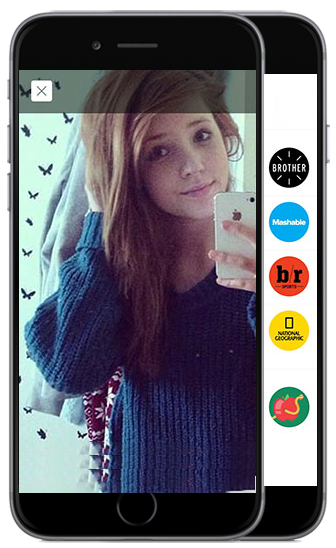 BROTHER
Mashable
b/r
SPORTS
NATIONAL
GEOGRAPHIC